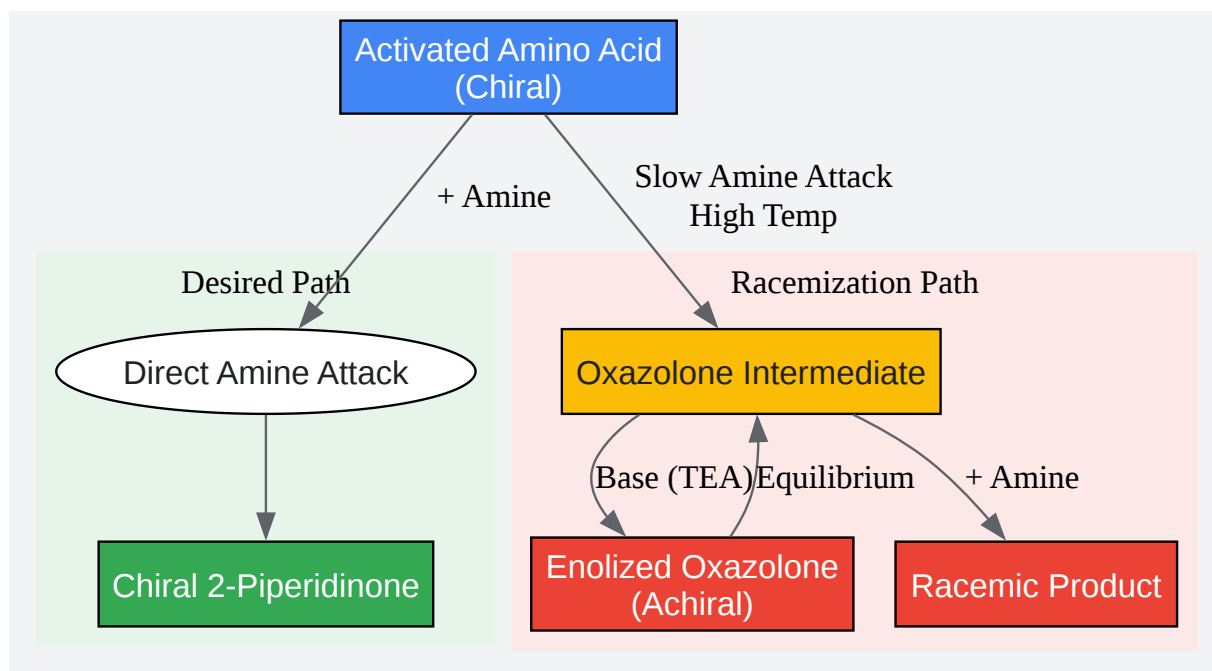 Activated Amino Acid
(Chiral)
+ Amine
Slow Amine Attack
High Temp
Desired Path
Racemization Path
Direct Amine Attack
Oxazolone Intermediate
Base (TEA)
Equilibrium
+ Amine
Chiral 2-Piperidinone
Enolized Oxazolone
(Achiral)
Racemic Product